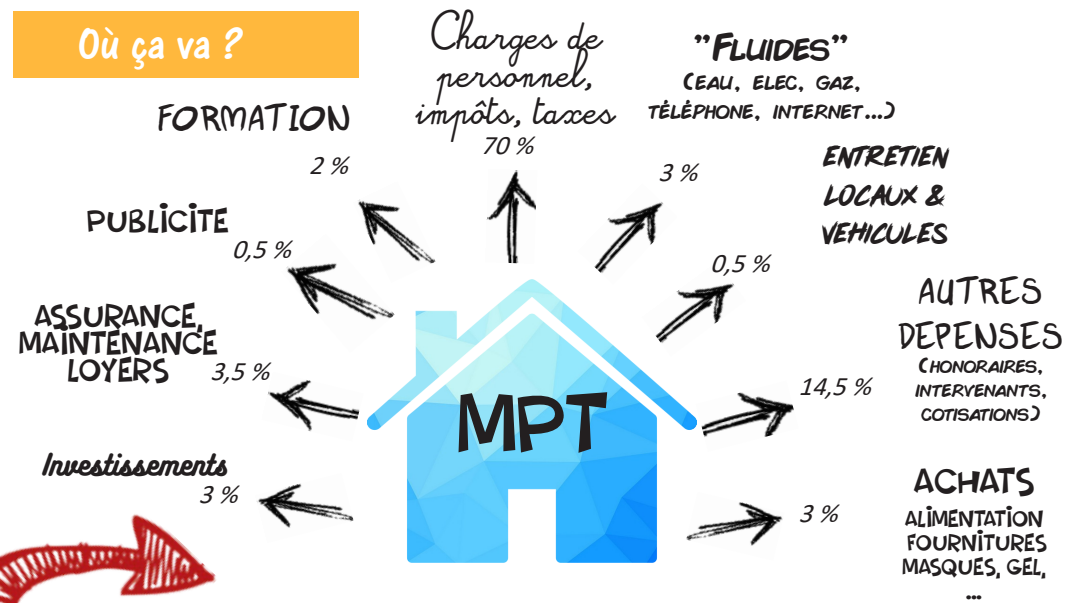 Où ça va ?
Charges de
personnel,
impôts, taxes
70 %
"FLUIDES"
(EAU, ELEC, GAZ,
TÉLÉPHONE, INTERNET...)
3 %
FORMATION
2 %
ENTRETIEN
LOCAUX &
VEHICULES
0,5 %
PUBLICITE
0,5 %
AUTRES
DEPENSES
(HONORAIRES,
INTERVENANTS,
COTISATIONS)
14,5 %
ASSURANCE,
MAINTENANCE
LOYERS
3,5 %
MPT
Investissements
3 %
ACHATS
ALIMENTATION
FOURNITURES
MASQUES, GEL,
...
3 %